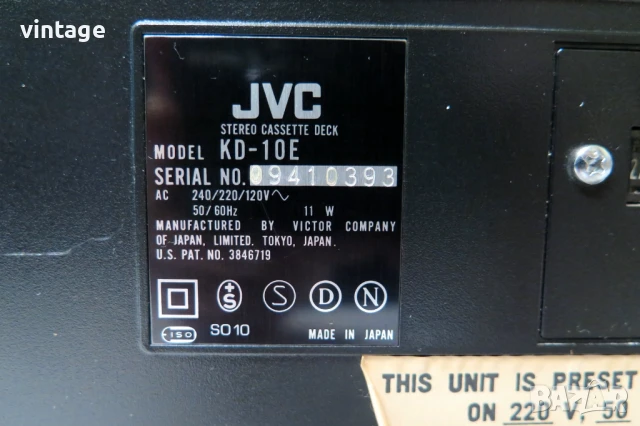 vintage
JVC
STEREO CASSETTE DECK
MODEL KD-10E
SERIAL NO. 09410393
AC 240/220/120V~
50/60Hz 11 W
MANUFACTURED BY VICTOR COMPANY
OF JAPAN, LIMITED. TOKYO, JAPAN.
U.S. PAT. NO. 3846719
+S S D N
ISO SO10 MADE IN JAPAN
THIS UNIT IS PRESET
ON 220 V, 50
БАЗАР